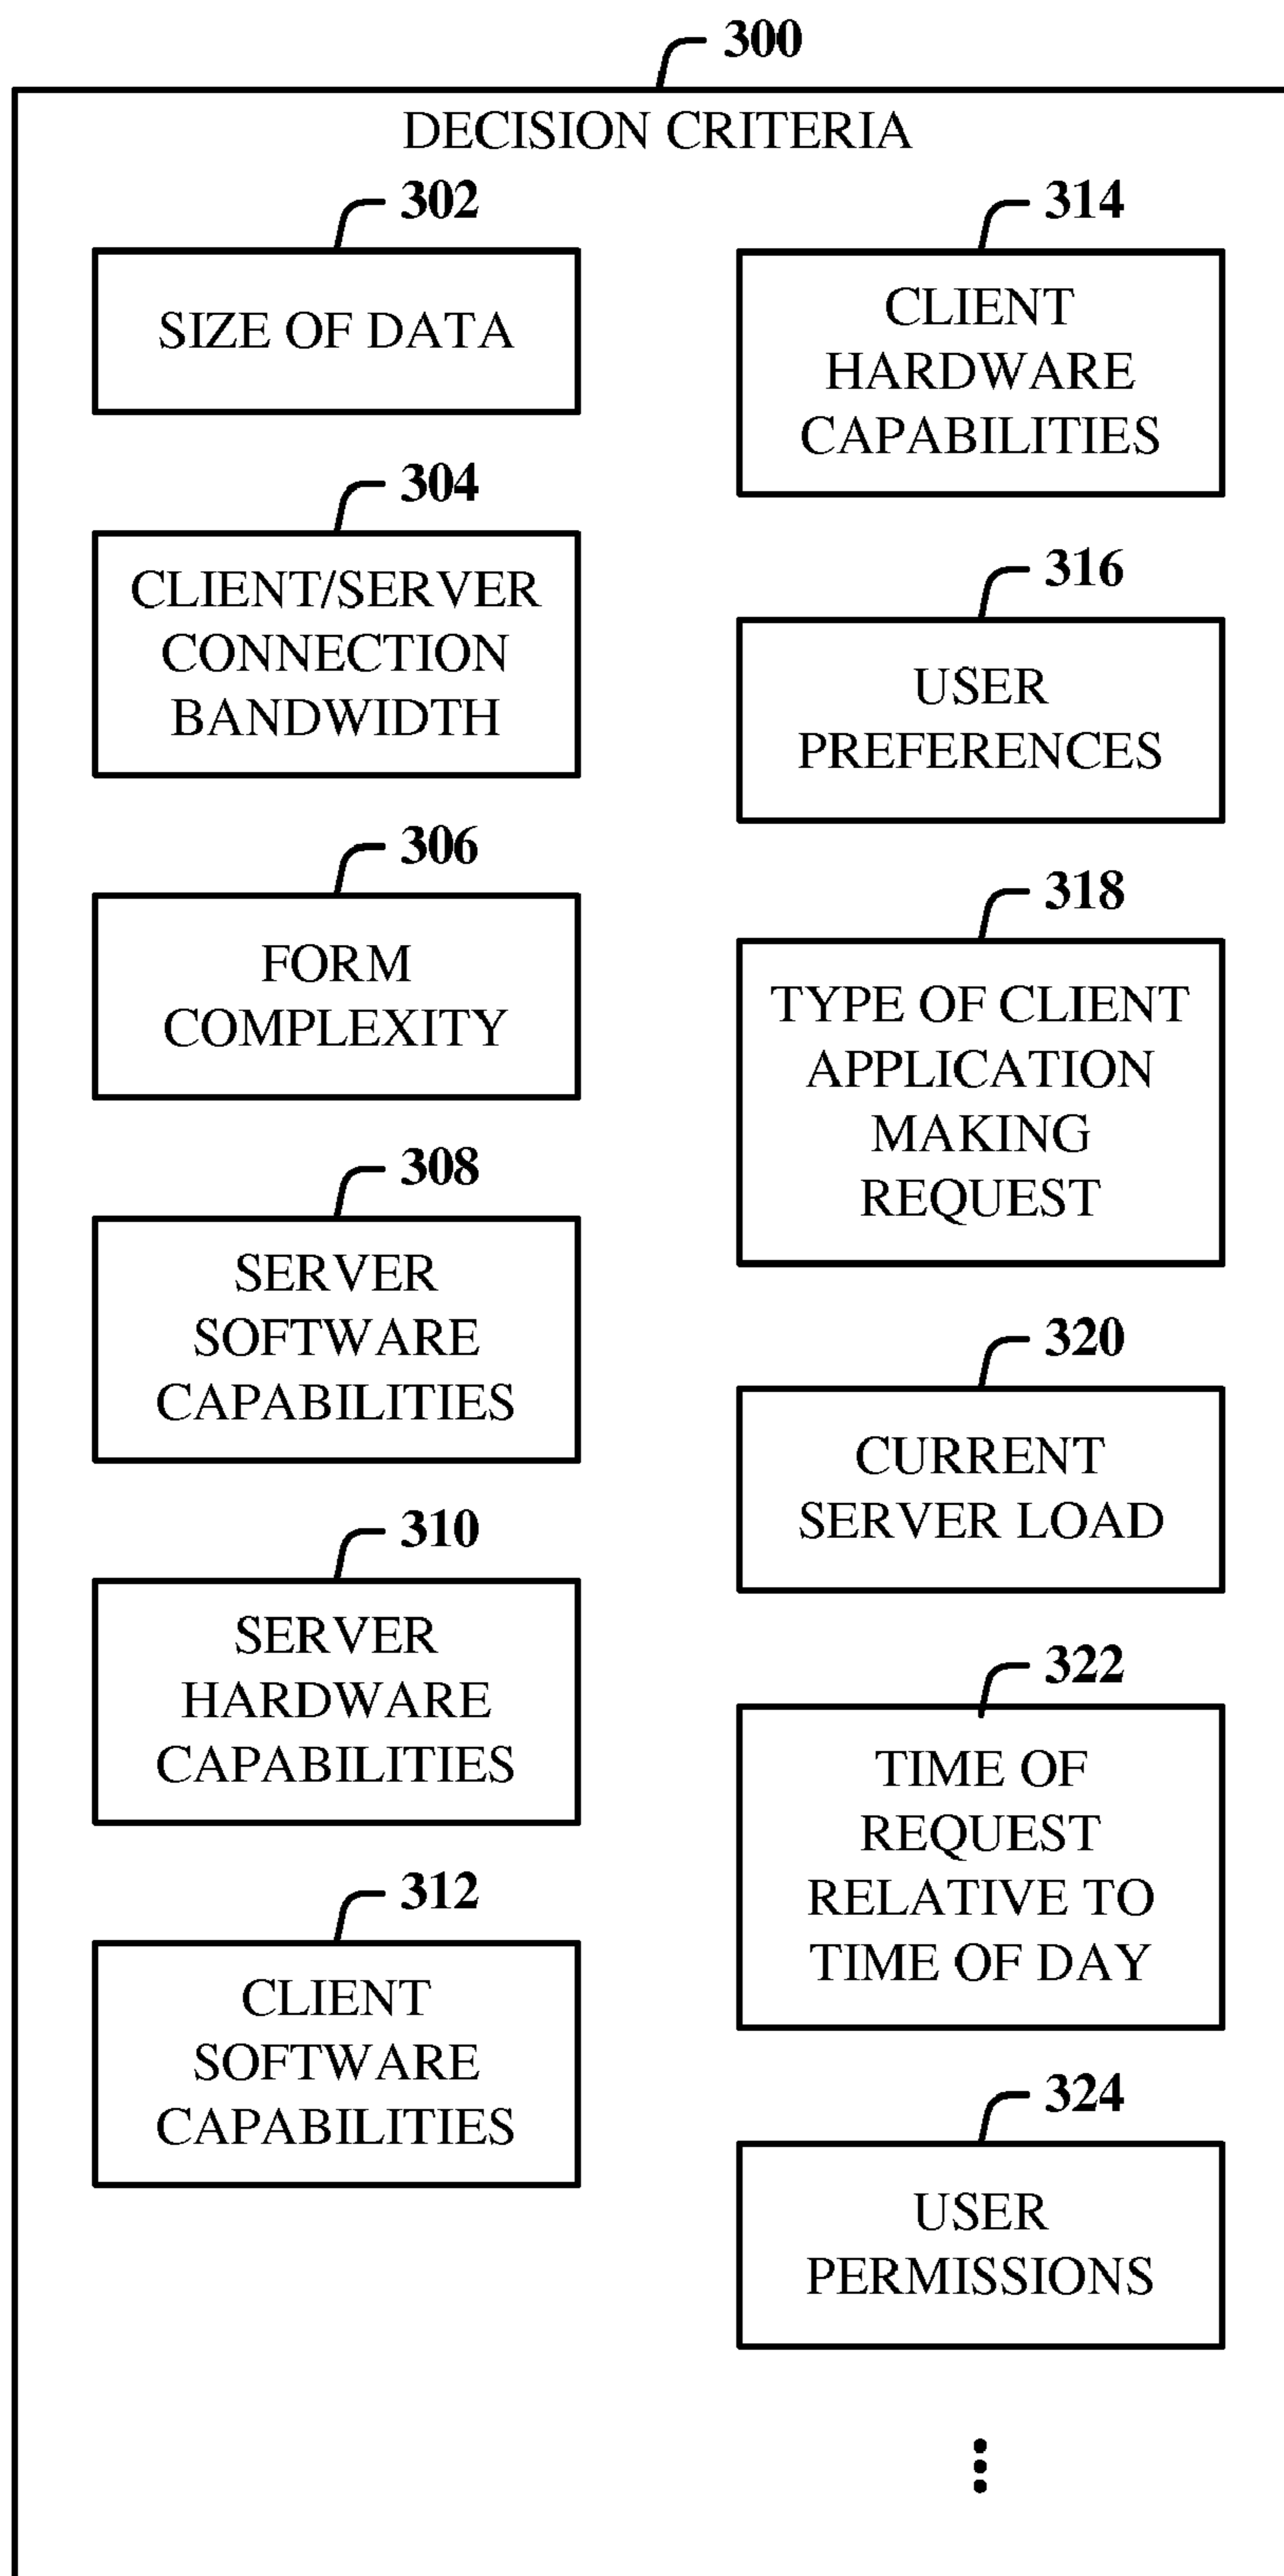 300
DECISION CRITERIA
302
SIZE OF DATA
304
CLIENT/SERVER
CONNECTION
BANDWIDTH
306
FORM
COMPLEXITY
308
SERVER
SOFTWARE
CAPABILITIES
310
SERVER
HARDWARE
CAPABILITIES
312
CLIENT
SOFTWARE
CAPABILITIES
314
CLIENT
HARDWARE
CAPABILITIES
316
USER
PREFERENCES
318
TYPE OF CLIENT
APPLICATION
MAKING
REQUEST
320
CURRENT
SERVER LOAD
322
TIME OF
REQUEST
RELATIVE TO
TIME OF DAY
324
USER
PERMISSIONS